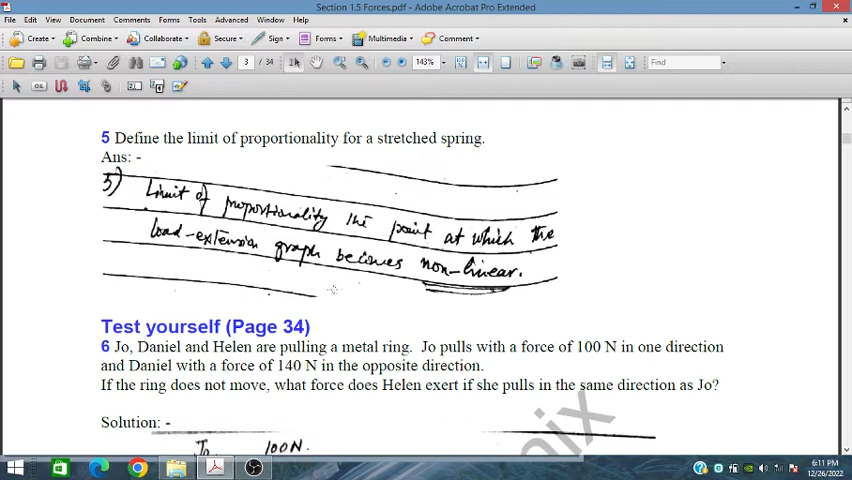 Section 1.5 Forces.pdf - Adobe Acrobat Pro Extended
File Edit View Document Comments Forms Tools Advanced Window Help
Create Combine Collaborate Secure Sign Forms Multimedia Comment
3 / 34 143% Find
5 Define the limit of proportionality for a stretched spring.
Ans: -
5) Limit of proportionality the point at which the
load-extension graph becomes non-linear.
Test yourself (Page 34)
6 Jo, Daniel and Helen are pulling a metal ring. Jo pulls with a force of 100 N in one direction
and Daniel with a force of 140 N in the opposite direction.
If the ring does not move, what force does Helen exert if she pulls in the same direction as Jo?
Solution: -
Jo 100N.
nix
6:11 PM
12/26/2022